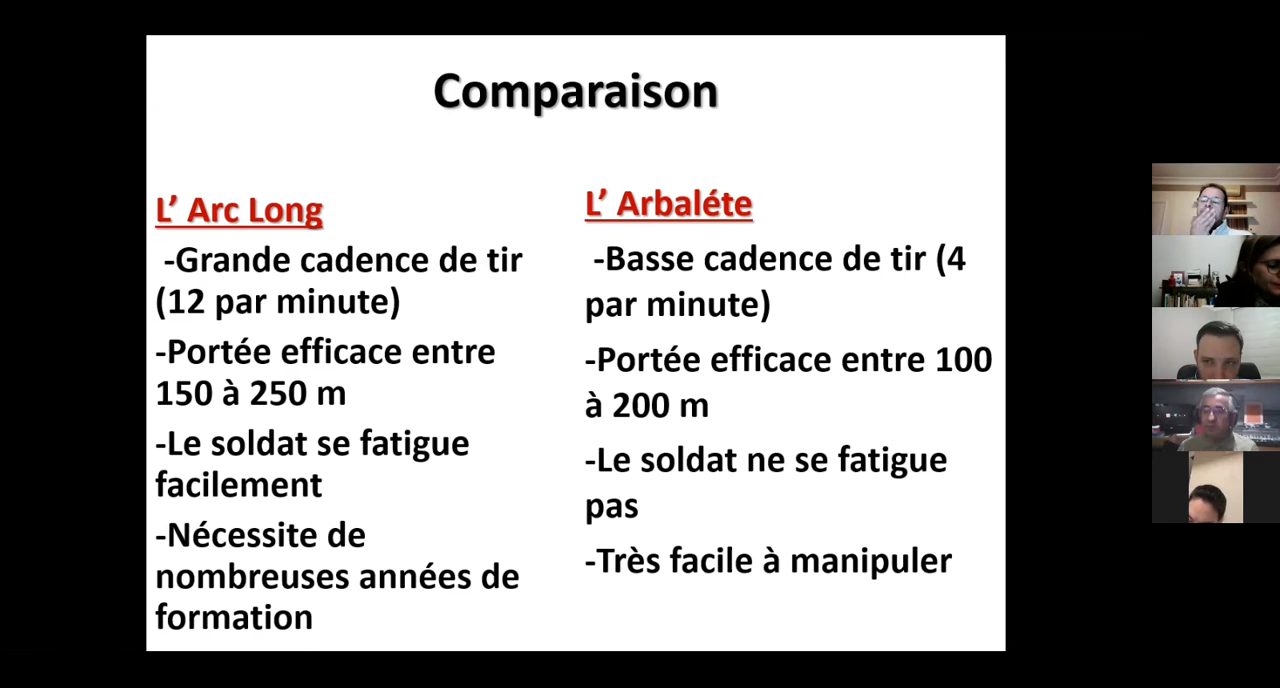 Comparaison
L’ Arc Long
-Grande cadence de tir
(12 par minute)
-Portée efficace entre
150 à 250 m
-Le soldat se fatigue
facilement
-Nécessite de
nombreuses années de
formation
L’ Arbaléte
-Basse cadence de tir (4
par minute)
-Portée efficace entre 100
à 200 m
-Le soldat ne se fatigue
pas
-Très facile à manipuler